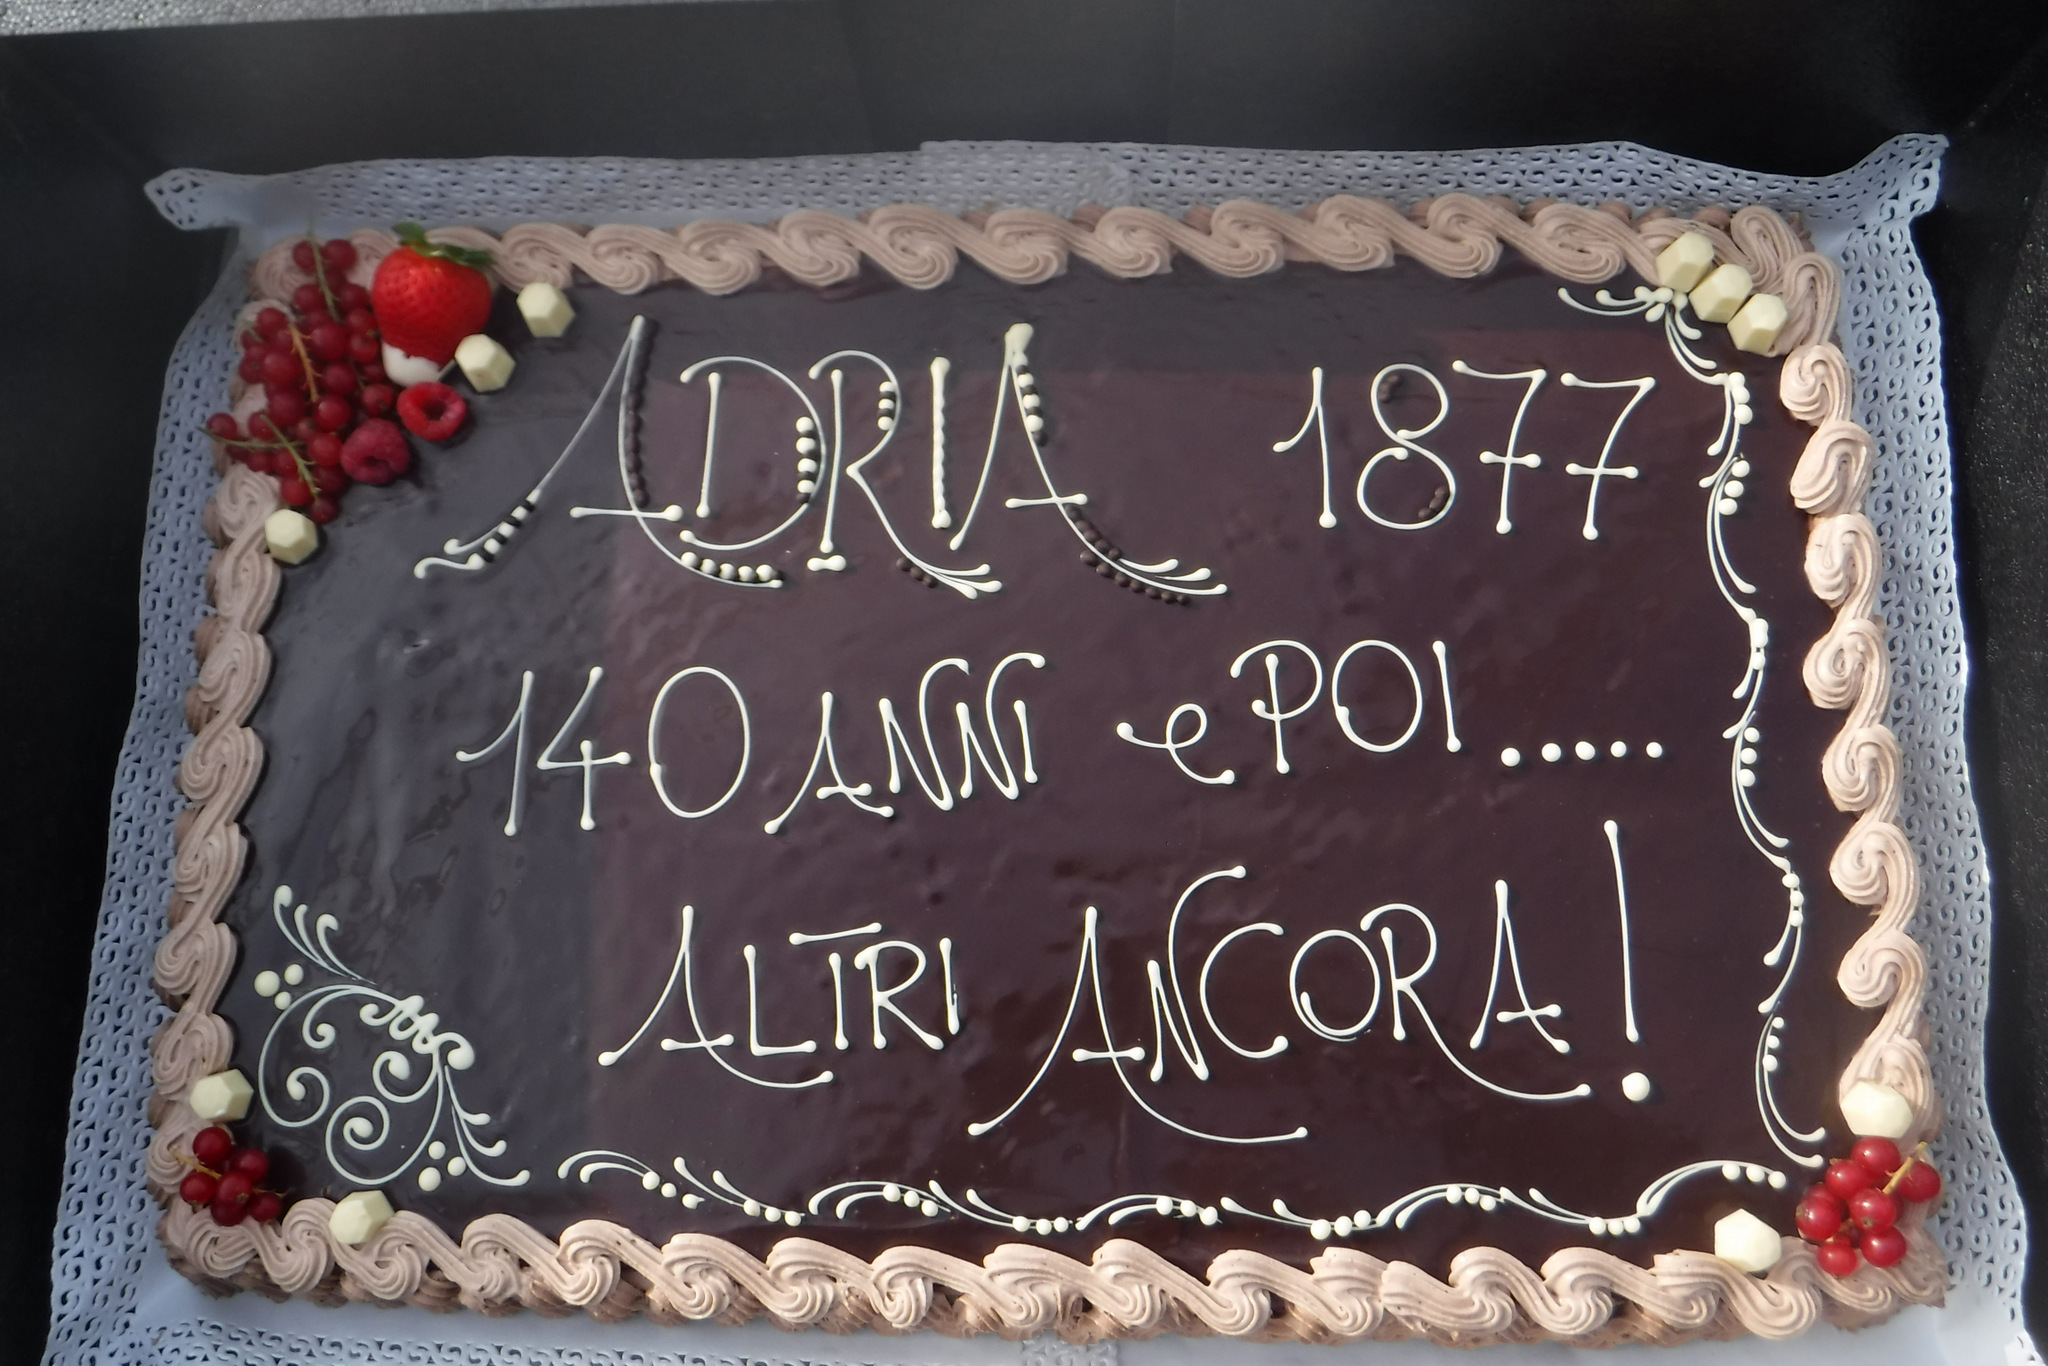 ADRIA 1877
140 ANNI e POI.....
ALTRI ANCORA!